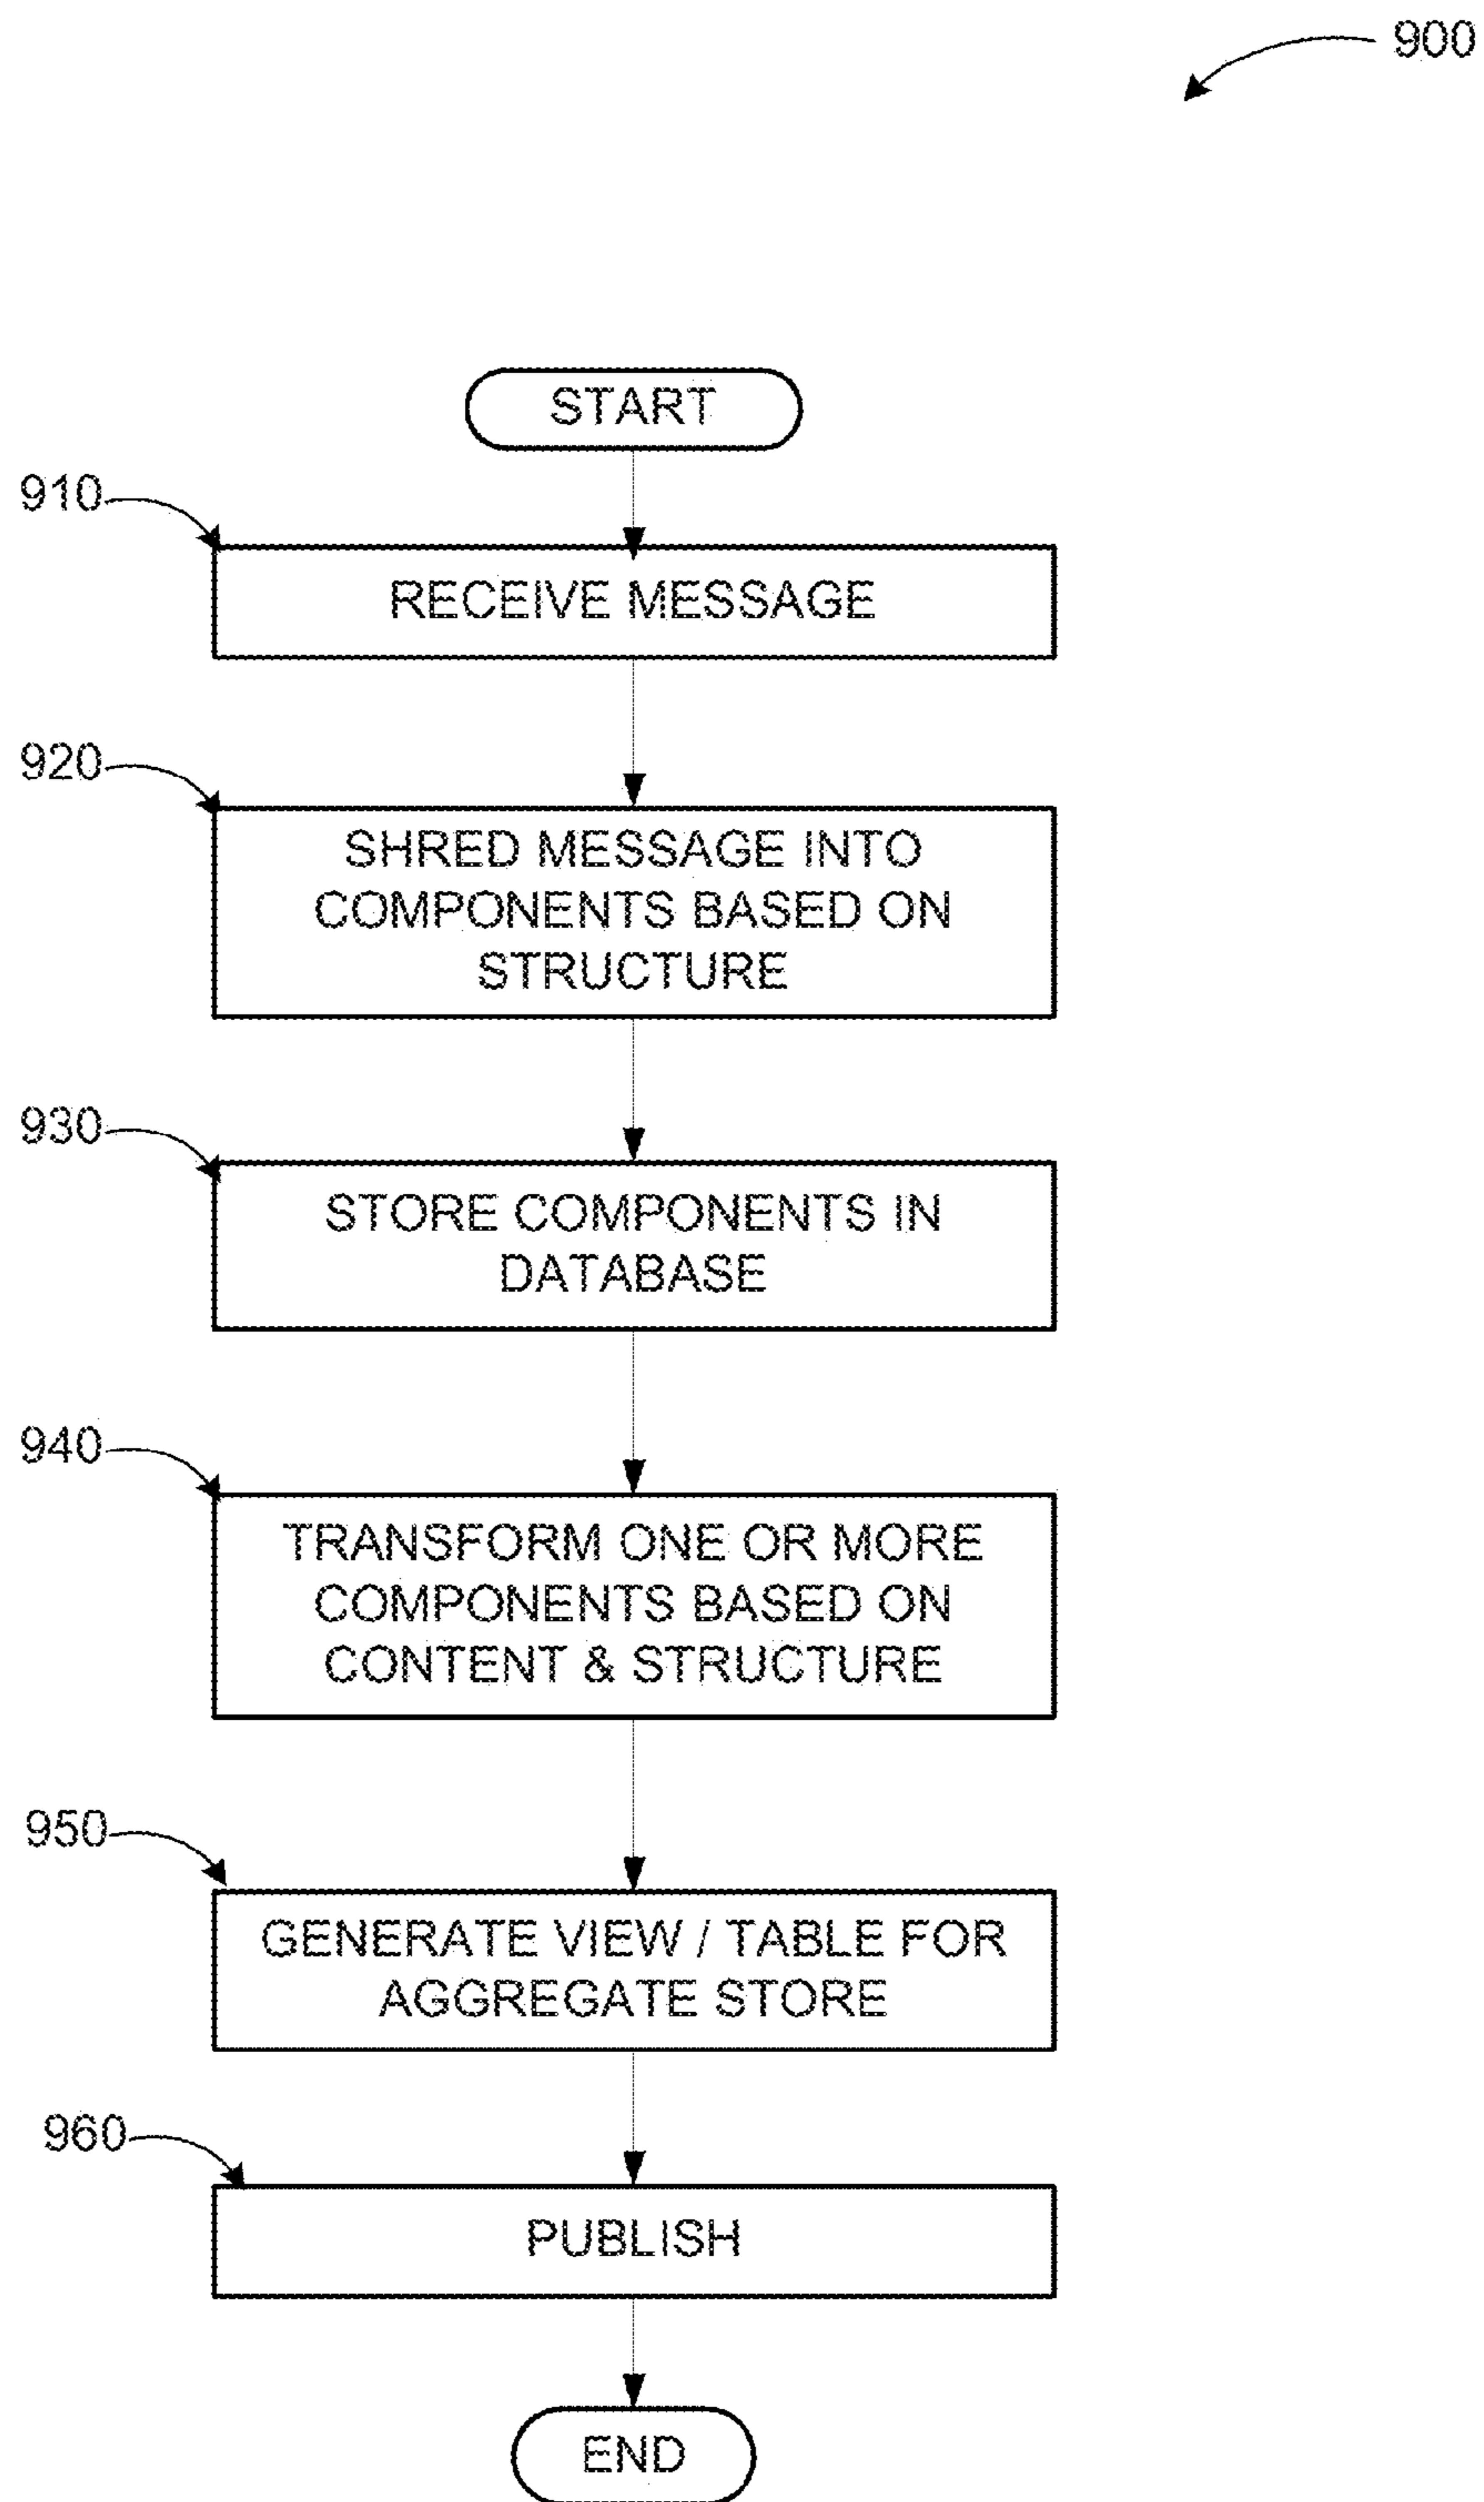 900
START
910
RECEIVE MESSAGE
920
SHRED MESSAGE INTO
COMPONENTS BASED ON
STRUCTURE
930
STORE COMPONENTS IN
DATABASE
940
TRANSFORM ONE OR MORE
COMPONENTS BASED ON
CONTENT & STRUCTURE
950
GENERATE VIEW / TABLE FOR
AGGREGATE STORE
960
PUBLISH
END